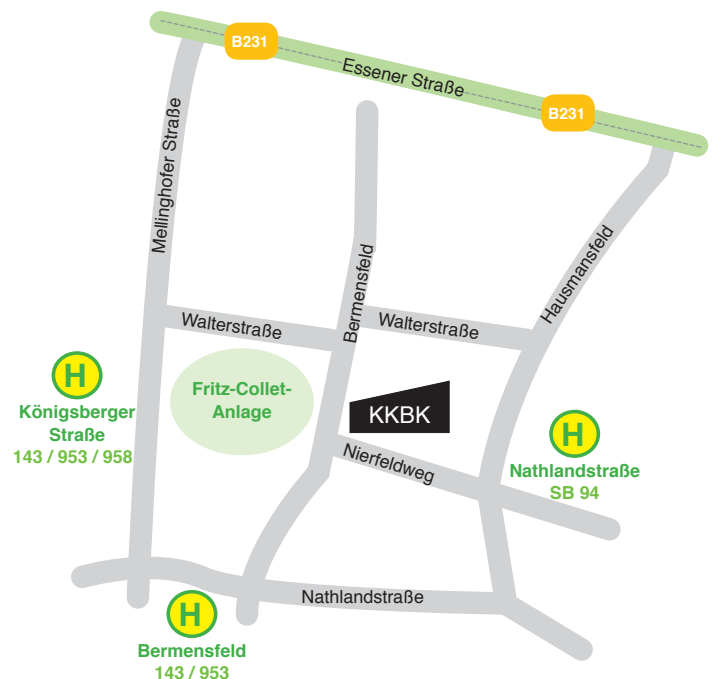 B231
Essener Straße
B231
Mellinghofer Straße
Bermensfeld
Hausmansfeld
Walterstraße
Walterstraße
H
Königsberger
Straße
143 / 953 / 958
Fritz-Collet-
Anlage
KKBK
H
Nathlandstraße
SB 94
Nierfeldweg
Nathlandstraße
H
Bermensfeld
143 / 953